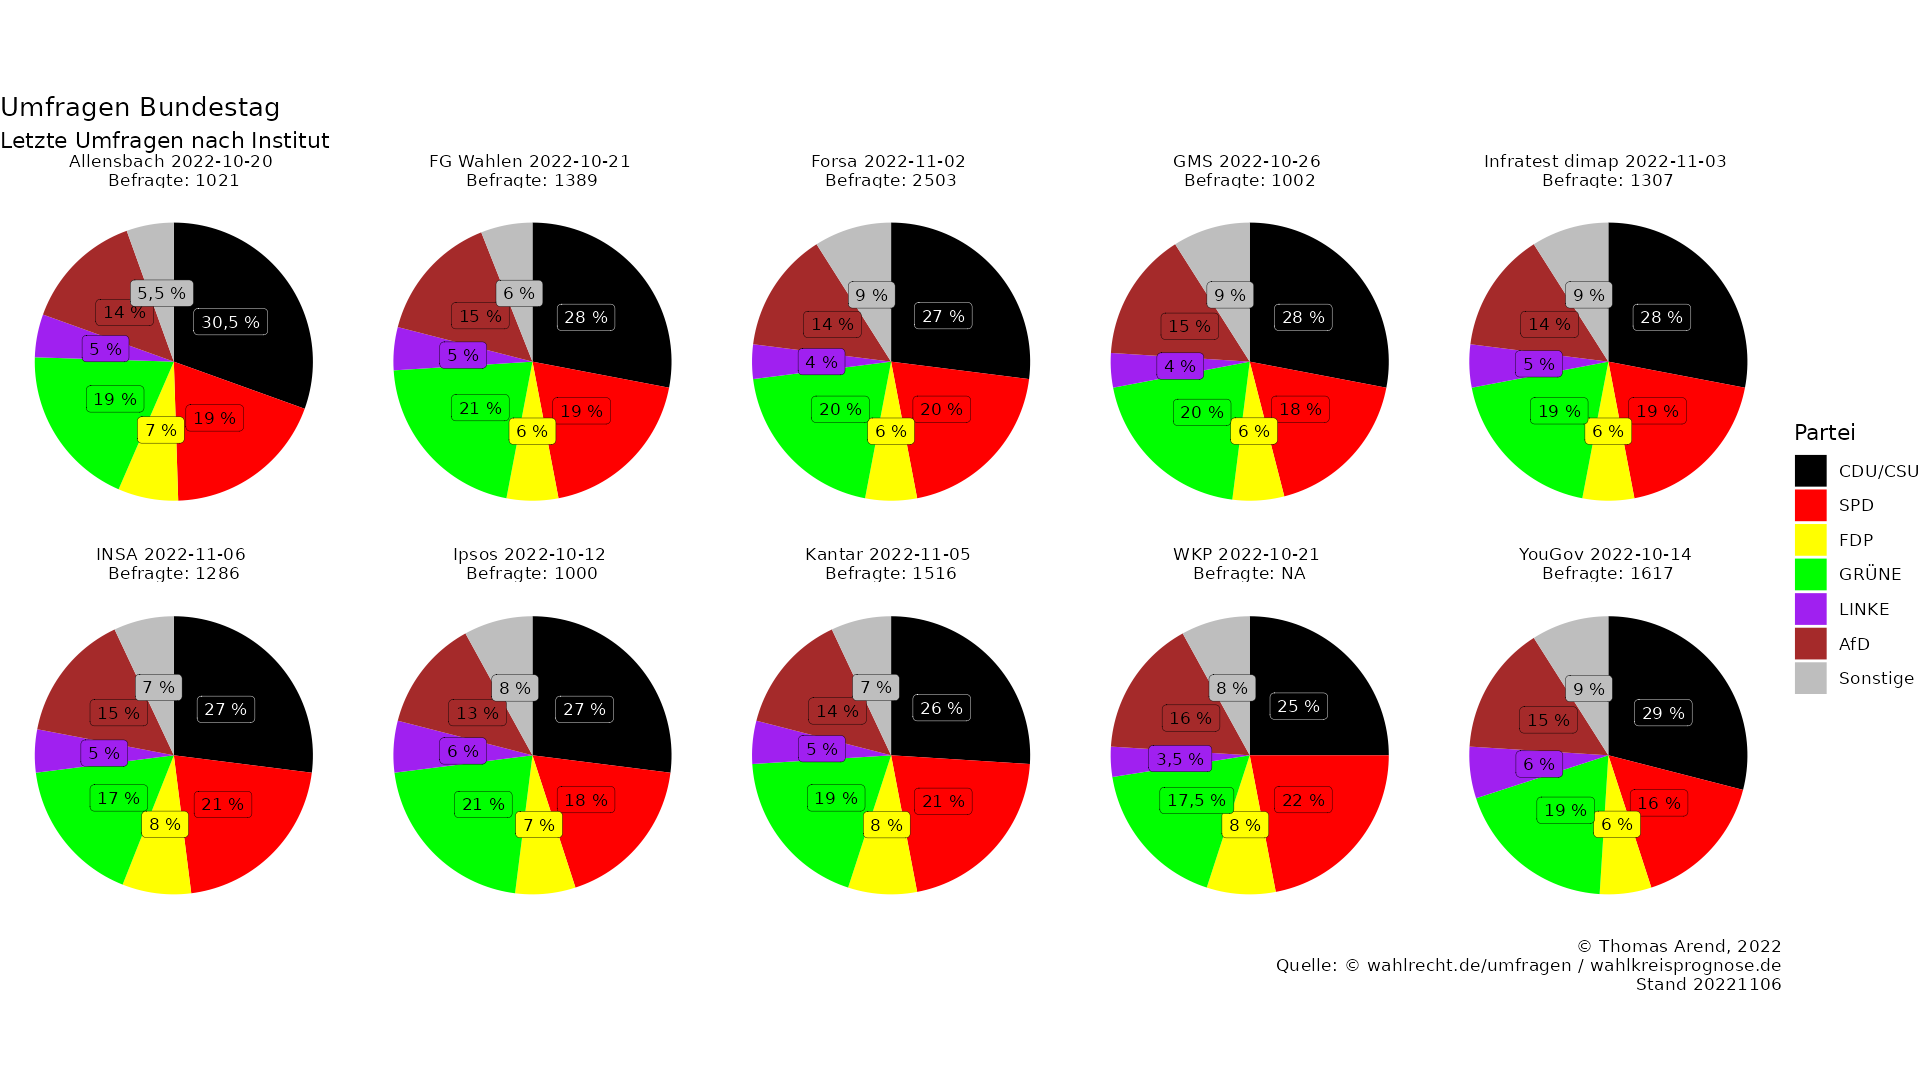 Umfragen Bundestag
Letzte Umfragen nach Institut
Allensbach 2022-10-20
Befragte: 1021
30,5 %
19 %
7 %
19 %
5 %
14 %
5,5 %
FG Wahlen 2022-10-21
Befragte: 1389
28 %
19 %
6 %
21 %
5 %
15 %
6 %
Forsa 2022-11-02
Befragte: 2503
27 %
20 %
6 %
20 %
4 %
14 %
9 %
GMS 2022-10-26
Befragte: 1002
28 %
18 %
6 %
20 %
4 %
15 %
9 %
Infratest dimap 2022-11-03
Befragte: 1307
28 %
19 %
6 %
19 %
5 %
14 %
9 %
INSA 2022-11-06
Befragte: 1286
27 %
21 %
8 %
17 %
5 %
15 %
7 %
Ipsos 2022-10-12
Befragte: 1000
27 %
18 %
7 %
21 %
6 %
13 %
8 %
Kantar 2022-11-05
Befragte: 1516
26 %
21 %
8 %
19 %
5 %
14 %
7 %
WKP 2022-10-21
Befragte: NA
25 %
22 %
8 %
17,5 %
3,5 %
16 %
8 %
YouGov 2022-10-14
Befragte: 1617
29 %
16 %
6 %
19 %
6 %
15 %
9 %
Partei
CDU/CSU
SPD
FDP
GRÜNE
LINKE
AfD
Sonstige
© Thomas Arend, 2022
Quelle: © wahlrecht.de/umfragen / wahlkreisprognose.de
Stand 20221106